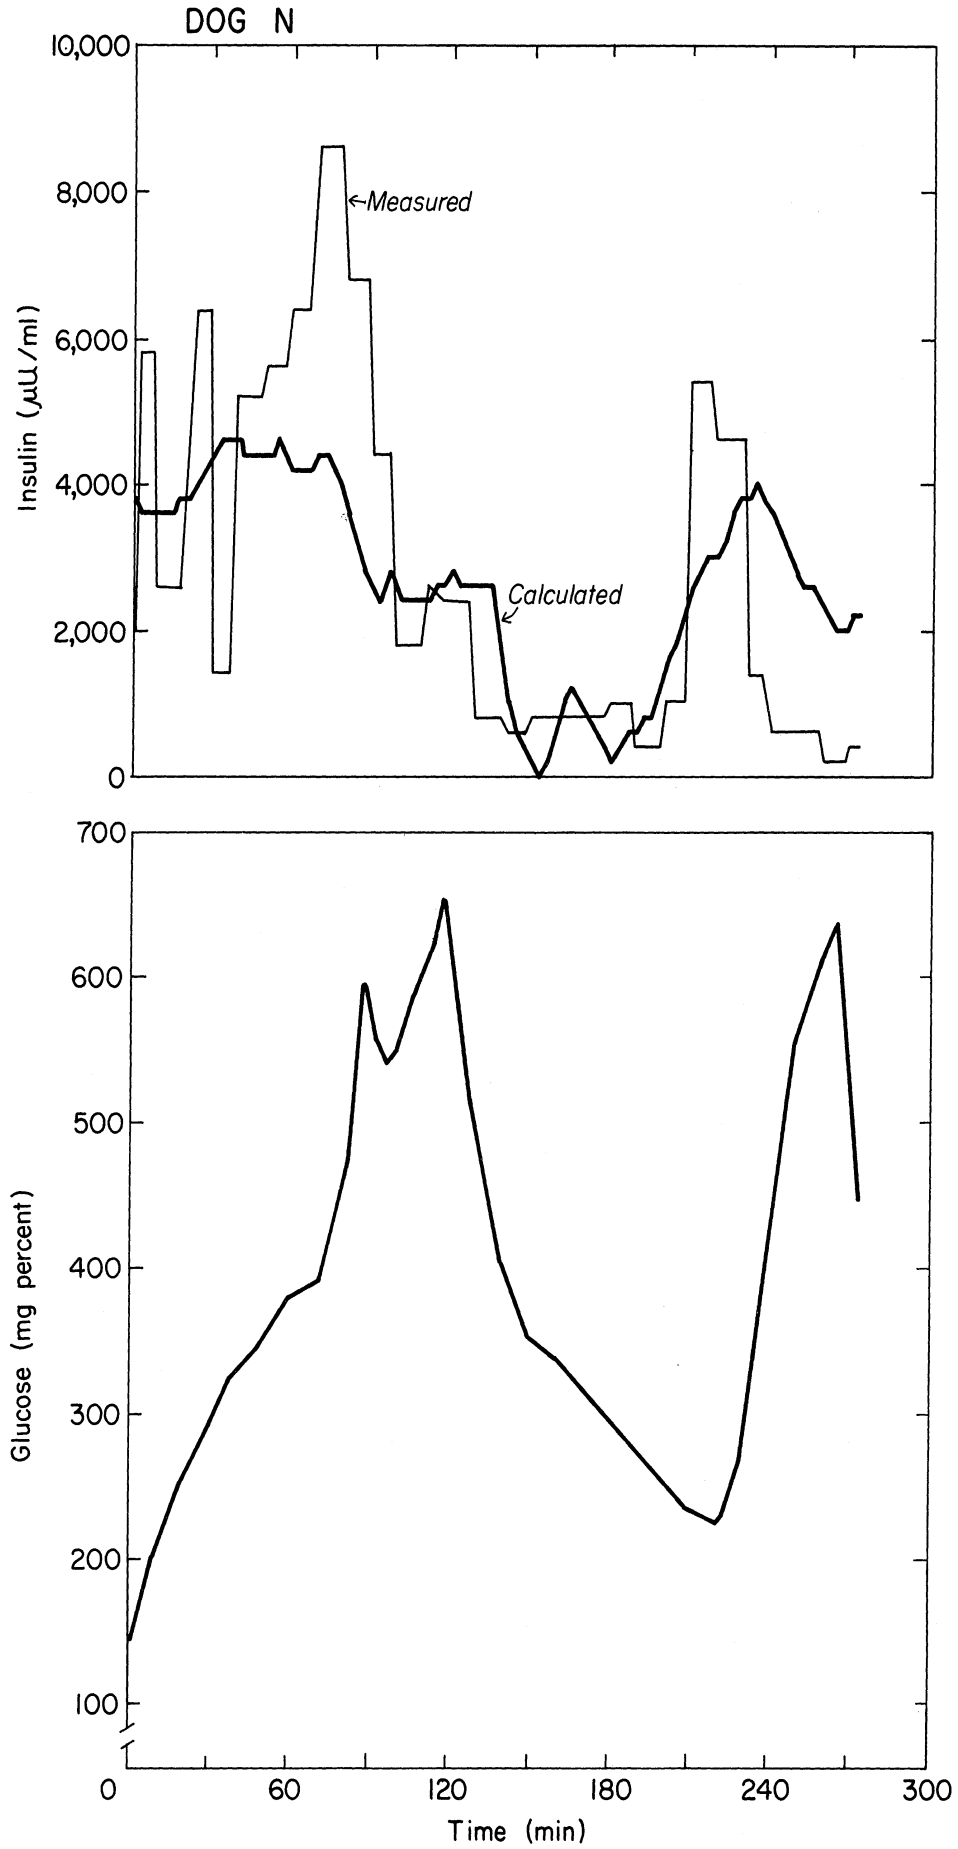 DOG N
10,000
8,000
6,000
4,000
2,000
0
Insulin (μU/ml)
←Measured
Calculated
700
600
500
400
300
200
100
Glucose (mg percent)
0 60 120 180 240 300
Time (min)